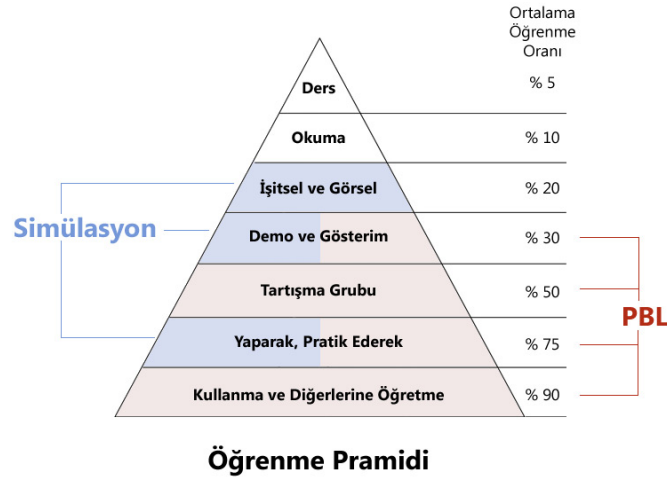 Ortalama
Öğrenme
Oranı
Ders
% 5
Okuma
% 10
İşitsel ve Görsel
% 20
Simülasyon
Demo ve Gösterim
% 30
Tartışma Grubu
% 50
PBL
Yaparak, Pratik Ederek
% 75
Kullanma ve Diğerlerine Öğretme
% 90
Öğrenme Pramidi